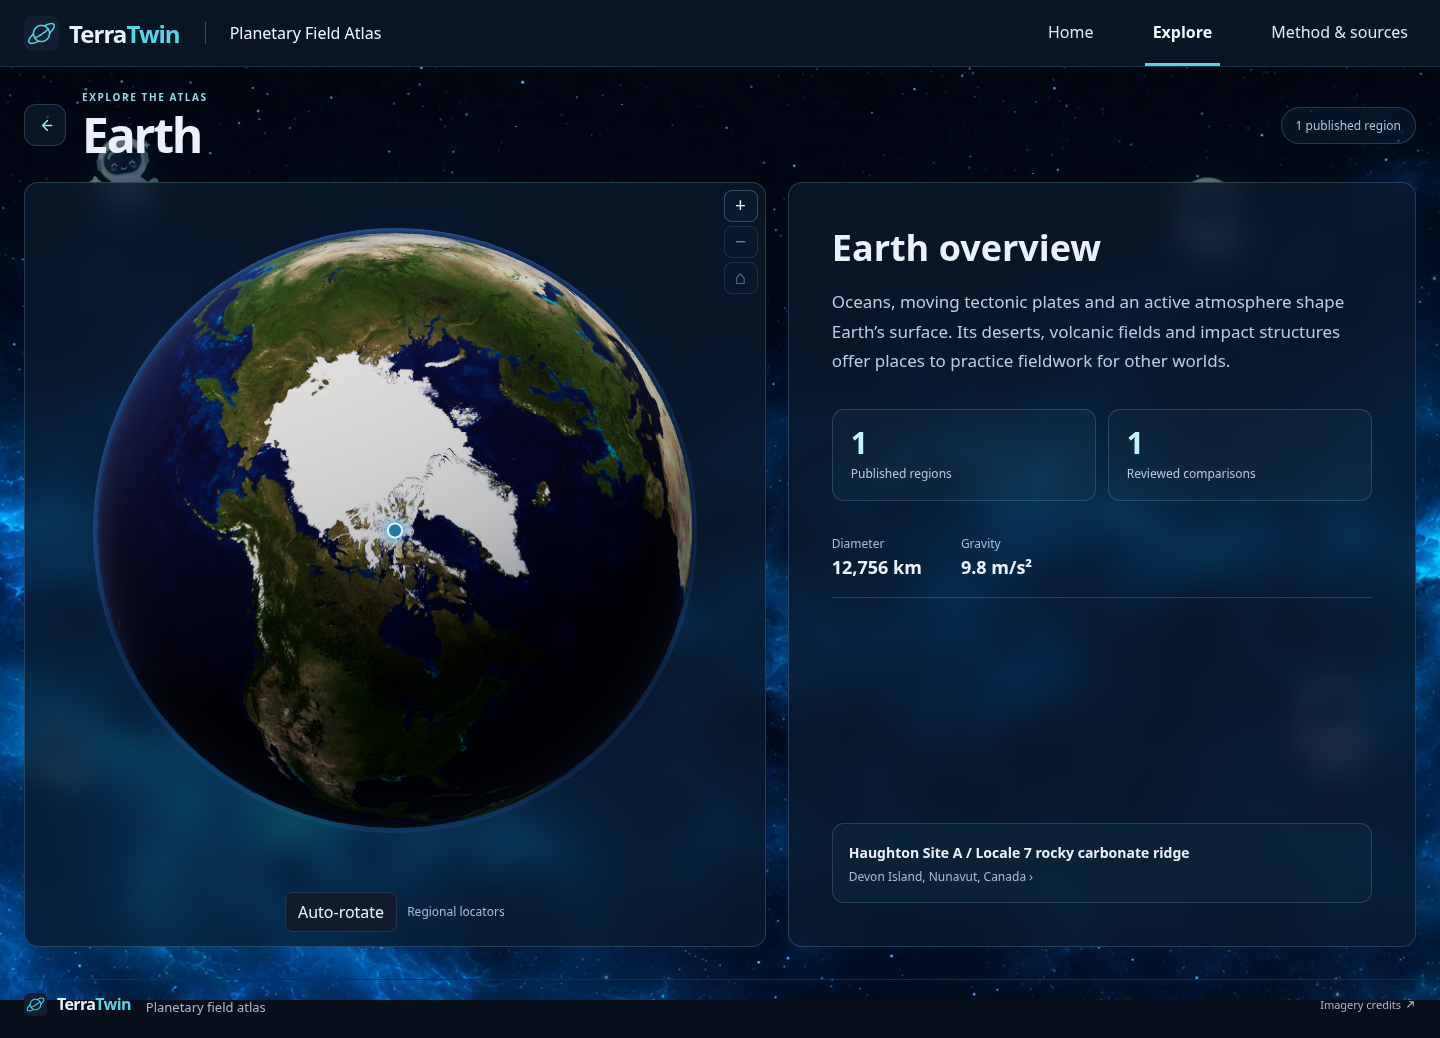 TerraTwin
Planetary Field Atlas
Home
Explore
Method & sources
EXPLORE THE ATLAS
←
Earth
1 published region
+
−
⌂
Earth overview
Oceans, moving tectonic plates and an active atmosphere shape
Earth’s surface. Its deserts, volcanic fields and impact structures
offer places to practice fieldwork for other worlds.
1
Published regions
1
Reviewed comparisons
Diameter
12,756 km
Gravity
9.8 m/s²
Haughton Site A / Locale 7 rocky carbonate ridge
Devon Island, Nunavut, Canada ›
Auto-rotate
Regional locators
TerraTwin
Planetary field atlas
Imagery credits ↗